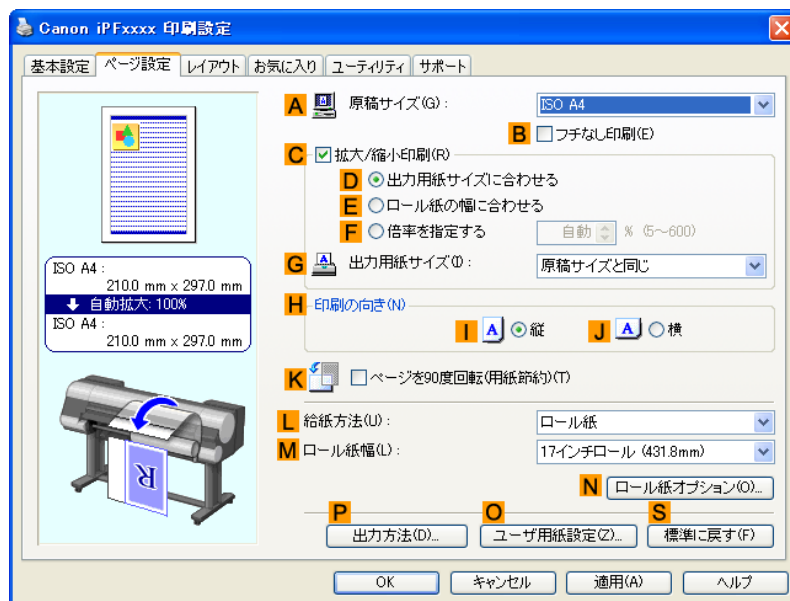 Canon iPFxxxx 印刷設定
基本設定 ページ設定 レイアウト お気に入り ユーティリティ サポート
A 原稿サイズ(G): ISO A4
B フチなし印刷(E)
C 拡大/縮小印刷(R)
D 出力用紙サイズに合わせる
E ロール紙の幅に合わせる
F 倍率を指定する 自動 % (5～600)
G 出力用紙サイズ(I): 原稿サイズと同じ
ISO A4 :
210.0 mm x 297.0 mm
自動拡大: 100%
ISO A4 :
210.0 mm x 297.0 mm
H 印刷の向き(N)
I A 縦 J A 横
K ページを90度回転(用紙節約)(T)
L 給紙方法(U): ロール紙
M ロール紙幅(L): 17インチロール (431.8mm)
R
N ロール紙オプション(O)...
P O S
出力方法(D)... ユーザ用紙設定(Z)... 標準に戻す(F)
OK キャンセル 適用(A) ヘルプ